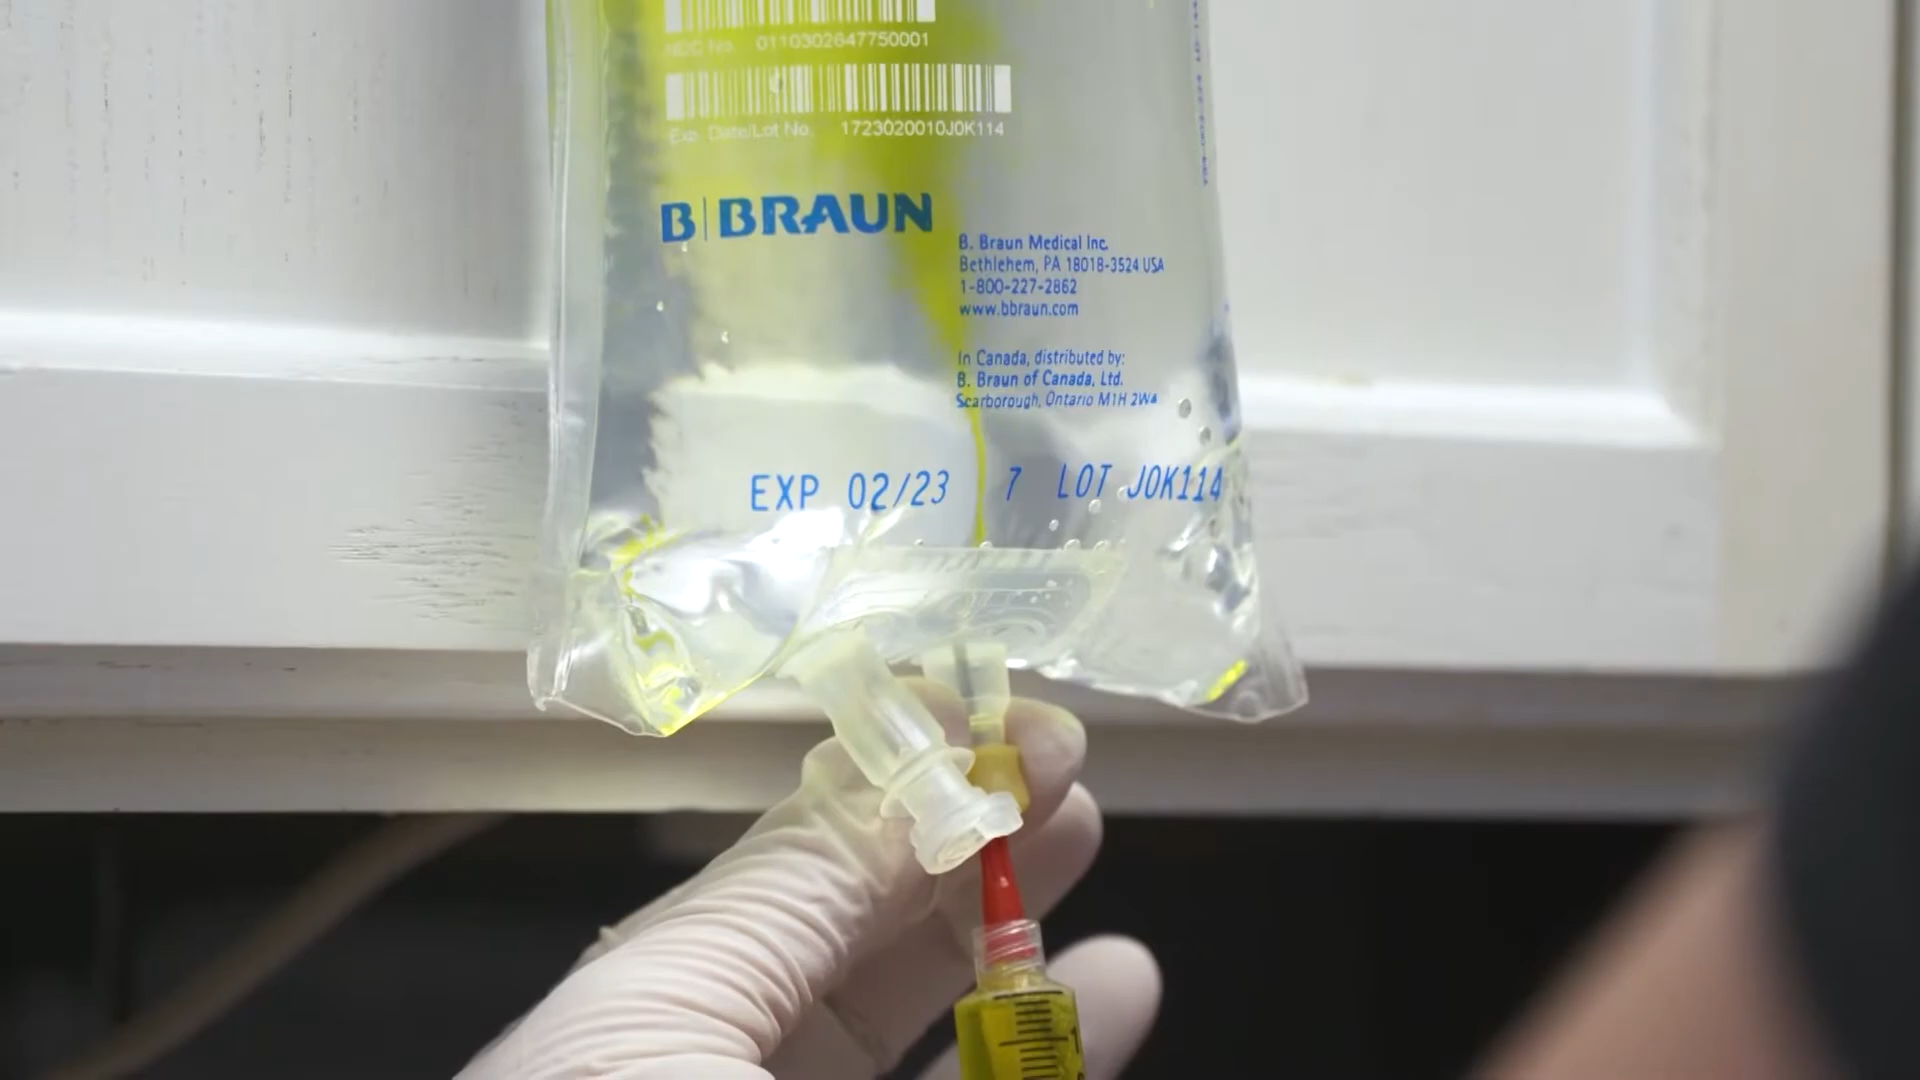 NDC No. 0110302647750001
Exp. Date/Lot No. 1723020010J0K114
B|BRAUN
B. Braun Medical Inc.
Bethlehem, PA 18018-3524 USA
1-800-227-2862
www.bbraun.com
In Canada, distributed by:
B. Braun of Canada, Ltd.
Scarborough, Ontario M1H 2W4
EXP 02/23 7 LOT J0K114